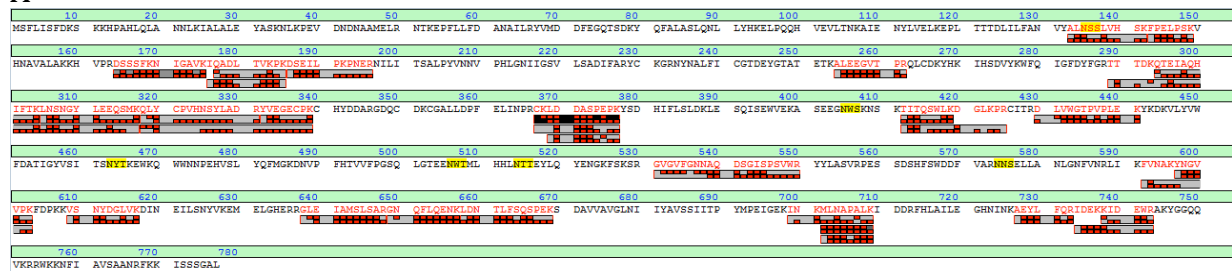 10 20 30 40 50 60 70 80 90 100 110 120 130 140 150
MSFLISFDKS KKHPAHLQLA NNLKIALALE YASKNLKPEV DNDNAAMELR NTKEPFLLFD ANAILRYVMD DFEGQTSDKY QFALASLQNL LYHKELPQQH VEVLTNKAIE NYLVELKEPL TTTDLILFAN VYALNSSLVH SKFPELPSKV
160 170 180 190 200 210 220 230 240 250 260 270 280 290 300
HNAVALAKKH VPRDSSSFKN IGAVKIQADL TVKPKDSEIL PKPNERNILI TSALPYVNNV PHLGNIIGSV LSADIFARYC KGRNYNALFI CGTDEYGTAT ETKALEEGVT PRQLCDKYHK IHSDVYKWFQ IGFDYFGRTT TDKQTEIAQH
310 320 330 340 350 360 370 380 390 400 410 420 430 440 450
IFTKLNSNGY LEEQSMKQLY CPVHNSYLAD RYVEGECPKC HYDDARGDQC DKCGALLDPF ELINPRCKLD DASPEPKYSD HIFLSLDKLE SQISEWVEKA SEEGNWSKNS KTITQSWLKD GLKPRCITRD LVWGTPVPLE KYKDKVLYVW
460 470 480 490 500 510 520 530 540 550 560 570 580 590 600
FDATIGYVSI TSNYTKEWKQ WWNNPEHVSL YQFMGKDNVP FHTVVFPGSQ LGTEENWTML HHLNTTEYLQ YENGKFSKSR GVGVFGNNAQ DSGISPSVWR YYLASVRPES SDSHFSWDDF VARNNSELLA NLGNFVNRLI KFVNAKYNGV
610 620 630 640 650 660 670 680 690 700 710 720 730 740 750
VPKFDPKKVS NYDGLVKDIN EILSNYVKEM ELGHERRGLE IAMSLSARGN QFLQENKLDN TLFSQSPEKS DAVVAVGLNI IYAVSSIITP YMPEIGEKIN KMLNAPALKI DDRFHLAILE GHNINKAEYL FQRIDEKKID EWRAKYGGQQ
760 770 780
VKRRWKKNFI AVSAANRFKK ISSSGAL